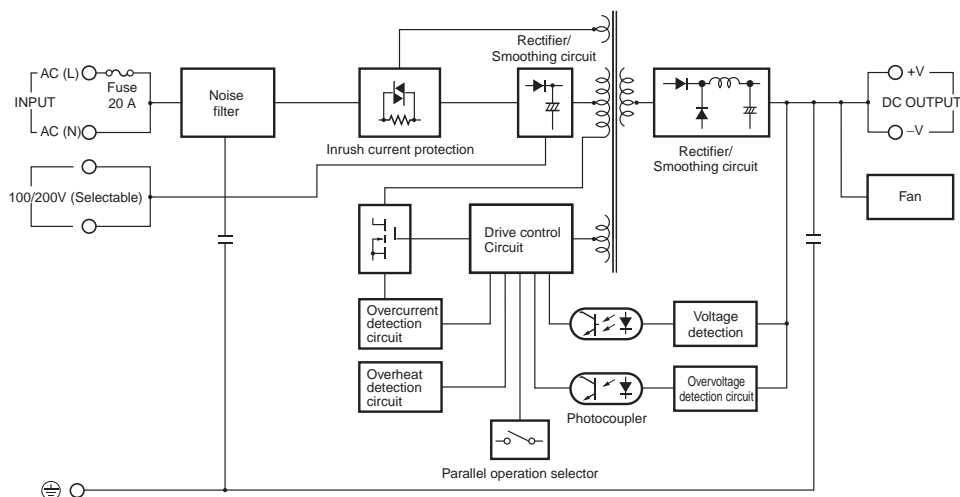 Rectifier/
Smoothing circuit
AC (L)
Fuse
20 A
INPUT
AC (N)
Noise
filter
Inrush current protection
Rectifier/
Smoothing circuit
+V
DC OUTPUT
–V
100/200V (Selectable)
Fan
Drive control
Circuit
Overcurrent
detection
circuit
Voltage
detection
Overheat
detection
circuit
Overvoltage
detection circuit
Photocoupler
Parallel operation selector